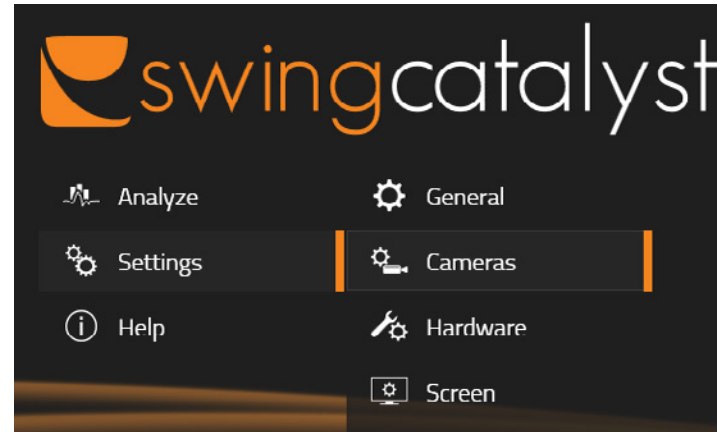 swingcatalyst
Analyze
Settings
Help
General
Cameras
Hardware
Screen